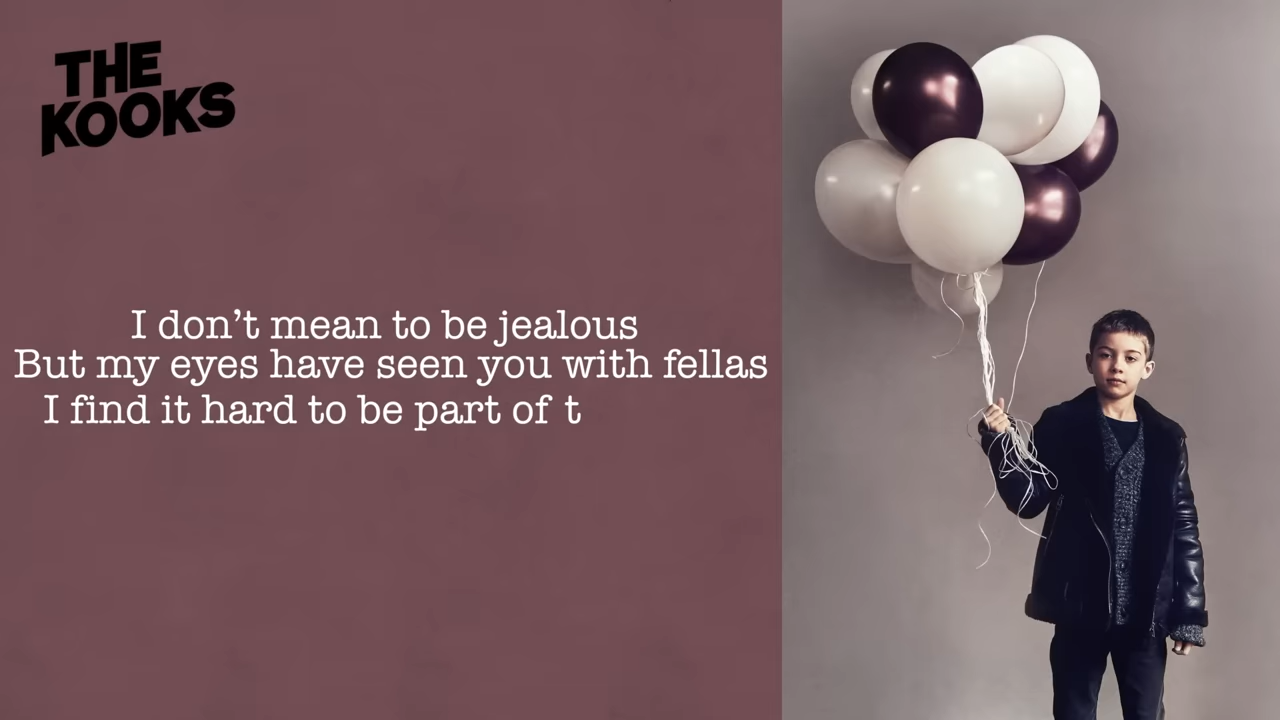 THE
KOOKS
I don’t mean to be jealous
But my eyes have seen you with fellas
I find it hard to be part of t